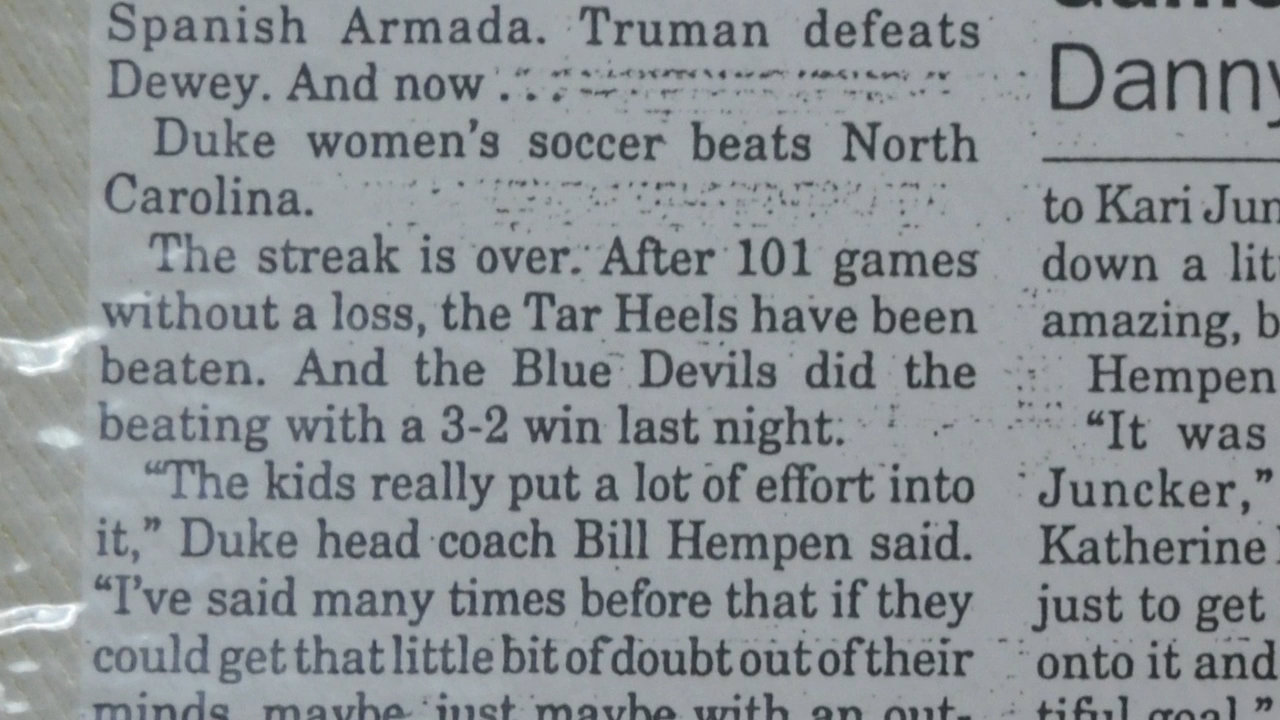 Spanish Armada. Truman defeats
Dewey. And now . . .
Duke women's soccer beats North
Carolina.
The streak is over. After 101 games
without a loss, the Tar Heels have been
beaten. And the Blue Devils did the
beating with a 3-2 win last night.
“The kids really put a lot of effort into
it,” Duke head coach Bill Hempen said.
“I've said many times before that if they
could get that little bit of doubt out of their
minds, maybe just maybe with an out-
Danny
to Kari Jun
down a lit
amazing, b
Hempen
“It was
Juncker,”
Katherine
just to get
onto it and
tiful goal.”